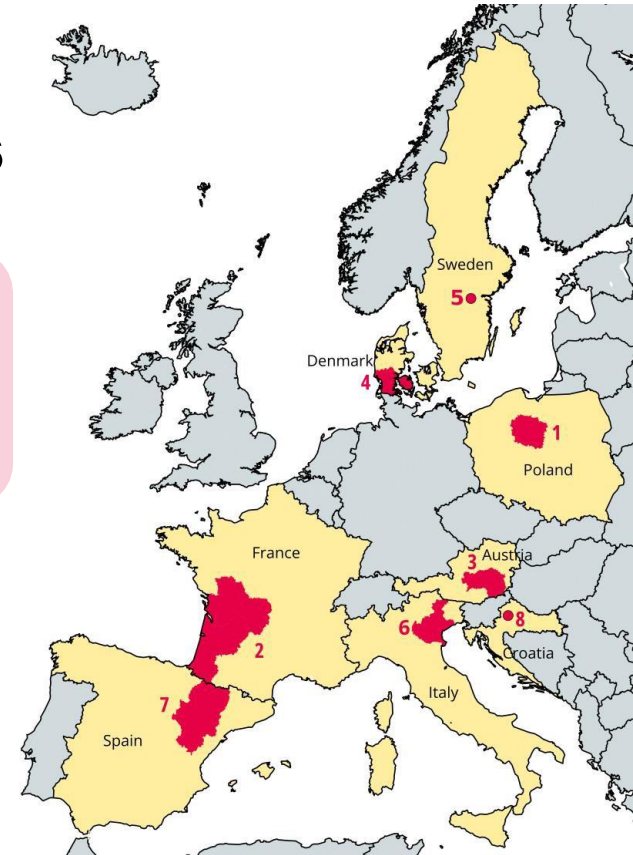 s
Sweden
5
Denmark
4
1
Poland
France
3 Austria
2
6
8
Croatia
Italy
7
Spain